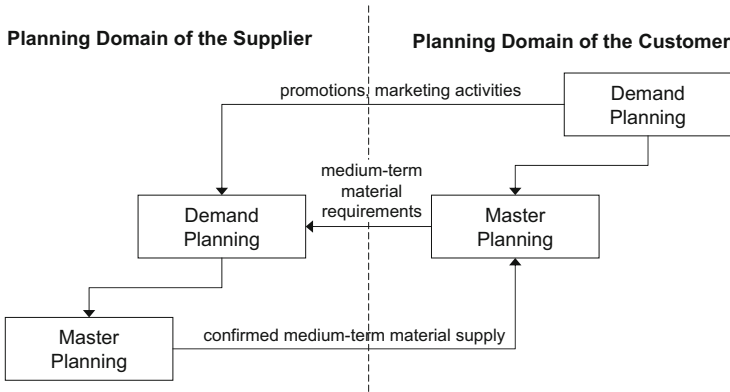 Planning Domain of the Supplier
Planning Domain of the Customer
promotions, marketing activities
Demand
Planning
medium-term
material
requirements
Demand
Planning
Master
Planning
Master
Planning
confirmed medium-term material supply